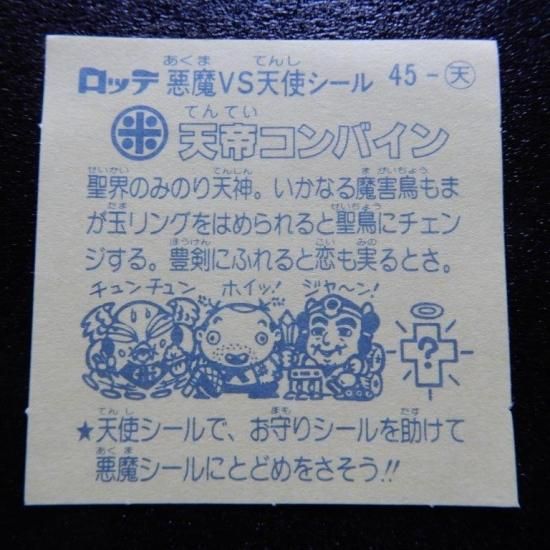 ロッテ 悪魔VS天使シール 45-天
米 天帝コンバイン
聖界のみのり天神。いかなる魔害鳥もま
が玉リングをはめられると聖鳥にチェン
ジする。豊剣にふれると恋も実るとさ。
チュンチュン ホイッ! ジャ〜ン!
?
★天使シールで、お守りシールを助けて
悪魔シールにとどめをさそう!!